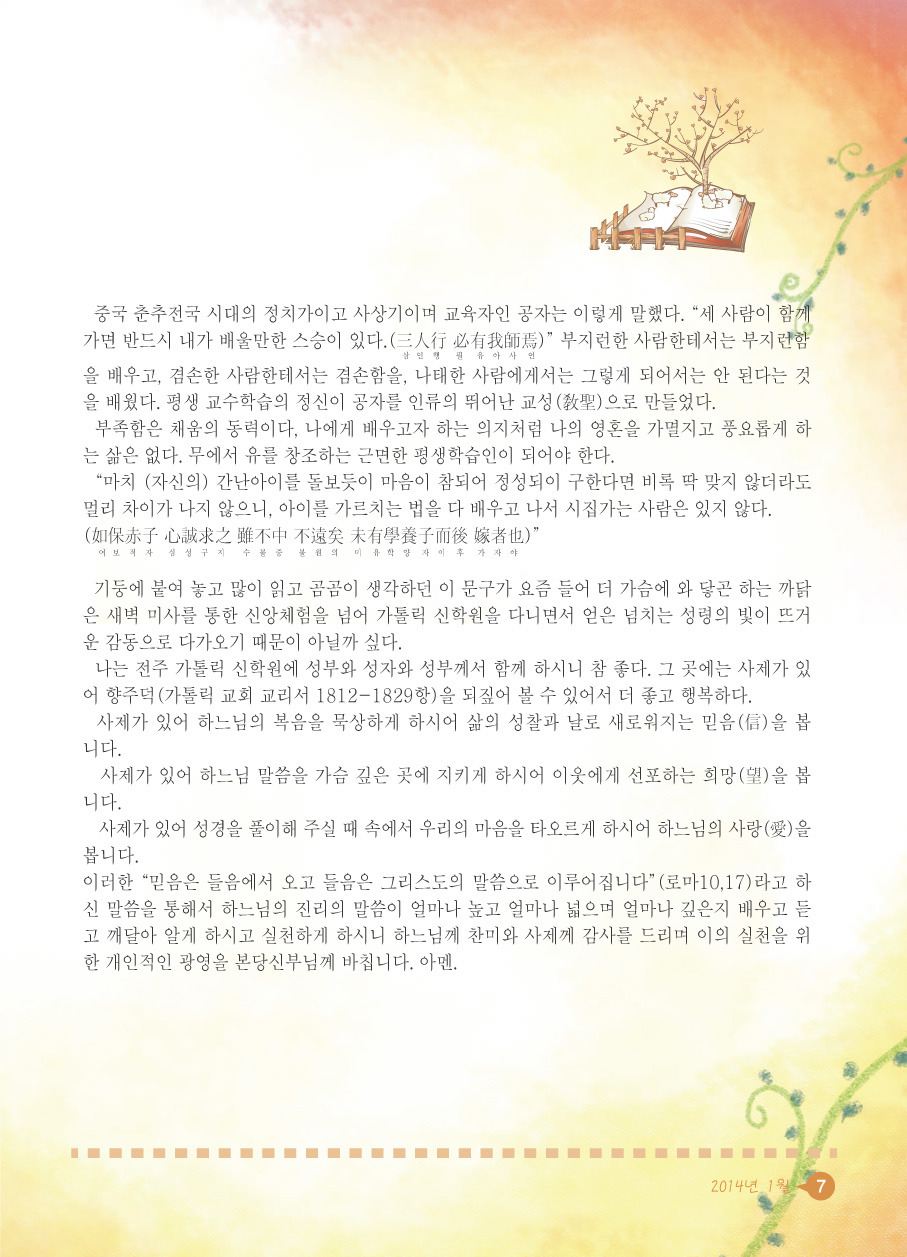 중국 춘추전국 시대의 정치가이고 사상기이며 교육자인 공자는 이렇게 말했다. “세 사람이 함께
가면 반드시 내가 배울만한 스승이 있다.(三人行 必有我師焉)” 부지런한 사람한테서는 부지런함
삼 인 행 필 유 아 사 언
을 배우고, 겸손한 사람한테서는 겸손함을, 나태한 사람에게서는 그렇게 되어서는 안 된다는 것
을 배웠다. 평생 교수학습의 정신이 공자를 인류의 뛰어난 교성(敎聖)으로 만들었다.
부족함은 채움의 동력이다, 나에게 배우고자 하는 의지처럼 나의 영혼을 가멸지고 풍요롭게 하
는 삶은 없다. 무에서 유를 창조하는 근면한 평생학습인이 되어야 한다.
“마치 (자신의) 간난아이를 돌보듯이 마음이 참되어 정성되이 구한다면 비록 딱 맞지 않더라도
멀리 차이가 나지 않으니, 아이를 가르치는 법을 다 배우고 나서 시집가는 사람은 있지 않다.
(如保赤子 心誠求之 雖不中 不遠矣 未有學養子而後 嫁者也)”
여 보 적 자 심 성 구 지 수 불 중 불 원 의 미 유 학 양 자 이 후 가 자 야
기둥에 붙여 놓고 많이 읽고 곰곰이 생각하던 이 문구가 요즘 들어 더 가슴에 와 닿곤 하는 까닭
은 새벽 미사를 통한 신앙체험을 넘어 가톨릭 신학원을 다니면서 얻은 넘치는 성령의 빛이 뜨거
운 감동으로 다가오기 때문이 아닐까 싶다.
나는 전주 가톨릭 신학원에 성부와 성자와 성부께서 함께 하시니 참 좋다. 그 곳에는 사제가 있
어 향주덕(가톨릭 교회 교리서 1812-1829항)을 되짚어 볼 수 있어서 더 좋고 행복하다.
사제가 있어 하느님의 복음을 묵상하게 하시어 삶의 성찰과 날로 새로워지는 믿음(信)을 봅
니다.
사제가 있어 하느님 말씀을 가슴 깊은 곳에 지키게 하시어 이웃에게 선포하는 희망(望)을 봅
니다.
사제가 있어 성경을 풀이해 주실 때 속에서 우리의 마음을 타오르게 하시어 하느님의 사랑(愛)을
봅니다.
이러한 “믿음은 들음에서 오고 들음은 그리스도의 말씀으로 이루어집니다”(로마10,17)라고 하
신 말씀을 통해서 하느님의 진리의 말씀이 얼마나 높고 얼마나 넓으며 얼마나 깊은지 배우고 듣
고 깨달아 알게 하시고 실천하게 하시니 하느님께 찬미와 사제께 감사를 드리며 이의 실천을 위
한 개인적인 광영을 본당신부님께 바칩니다. 아멘.
2014년 1월 7